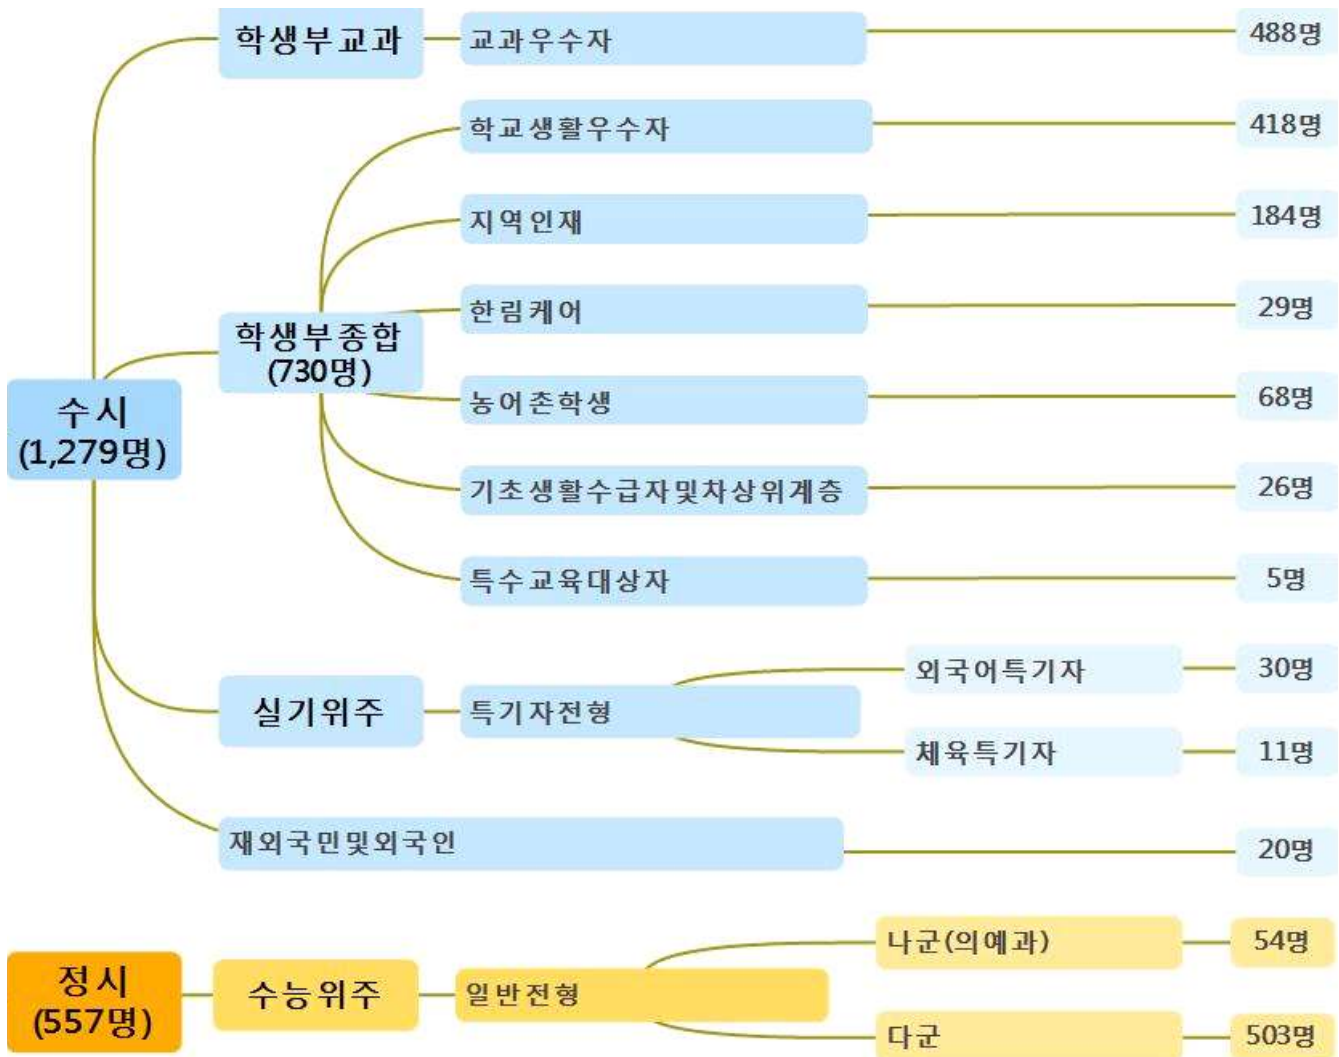 학생부교과
교과우수자
488명
학교생활우수자
418명
지역인재
184명
한림케어
29명
학생부종합
(730명)
농어촌학생
68명
기초생활수급자및차상위계층
26명
특수교육대상자
5명
수시
(1,279명)
실기위주
특기자전형
외국어특기자
30명
체육특기자
11명
재외국민및외국인
20명
정시
(557명)
수능위주
일반전형
나군(의예과)
54명
다군
503명